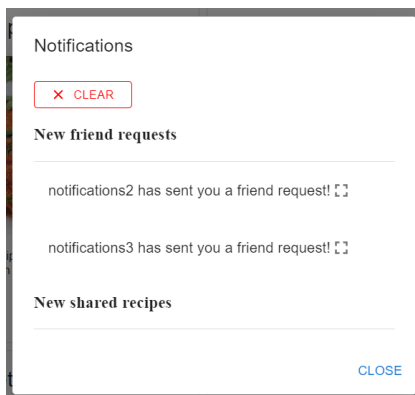 Notifications
CLEAR
New friend requests
notifications2 has sent you a friend request!
notifications3 has sent you a friend request!
New shared recipes
CLOSE